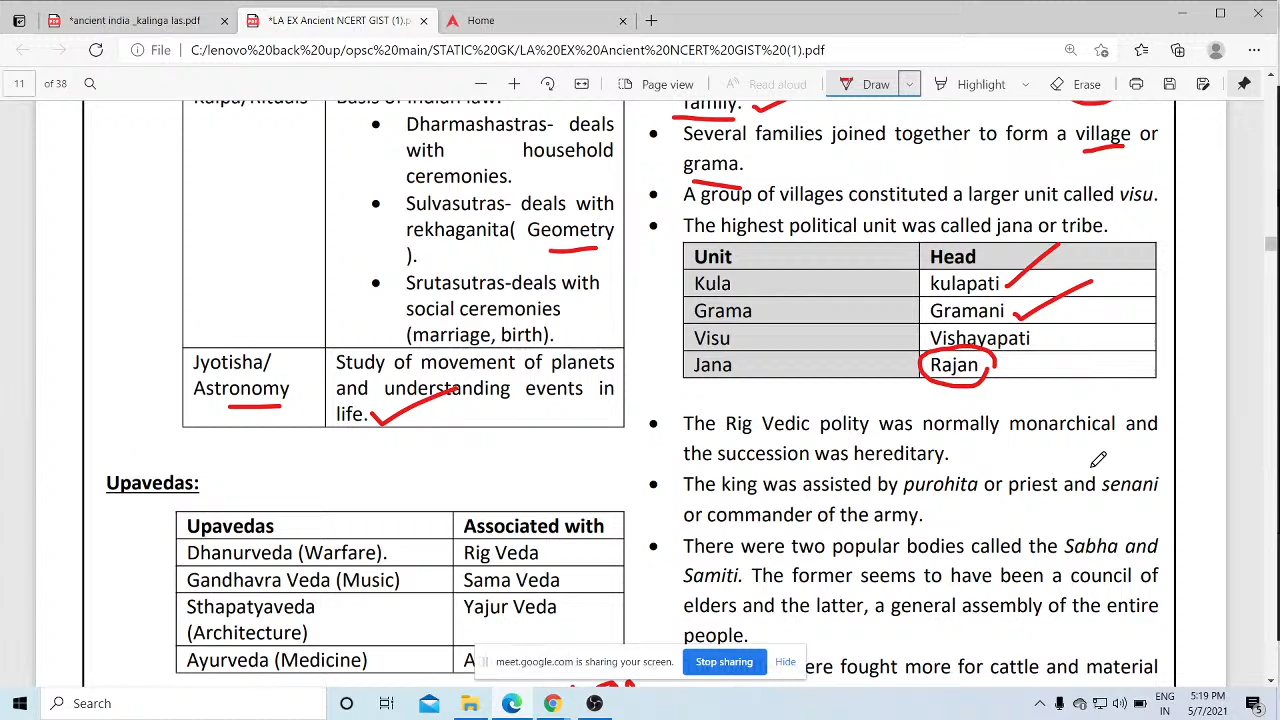 *ancient india _kalinga las.pdf
*LA EX Ancient NCERT GIST (1).p
Home
File
C:/lenovo%20back%20up/opsc%20main/STATIC%20GK/LA%20EX%20Ancient%20NCERT%20GIST%20(1).pdf
11 of 38
Page view
Read aloud
Draw
Highlight
Erase
Kalpa/Rituals
Basis of Indian law.
• Dharmashastras- deals
with household
ceremonies.
• Sulvasutras- deals with
rekhaganita( Geometry
).
• Srutasutras-deals with
social ceremonies
(marriage, birth).
Jyotisha/
Astronomy
Study of movement of planets
and understanding events in
life.
Upavedas:
Upavedas Associated with
Dhanurveda (Warfare). Rig Veda
Gandhavra Veda (Music) Sama Veda
Sthapatyaveda Yajur Veda
(Architecture)
Ayurveda (Medicine) A
family.
• Several families joined together to form a village or
grama.
• A group of villages constituted a larger unit called visu.
• The highest political unit was called jana or tribe.
Unit Head
Kula kulapati
Grama Gramani
Visu Vishayapati
Jana Rajan
• The Rig Vedic polity was normally monarchical and
the succession was hereditary.
• The king was assisted by purohita or priest and senani
or commander of the army.
• There were two popular bodies called the Sabha and
Samiti. The former seems to have been a council of
elders and the latter, a general assembly of the entire
people.
ere fought more for cattle and material
meet.google.com is sharing your screen.
Stop sharing
Hide
Search
ENG
IN
5:19 PM
5/7/2021
5